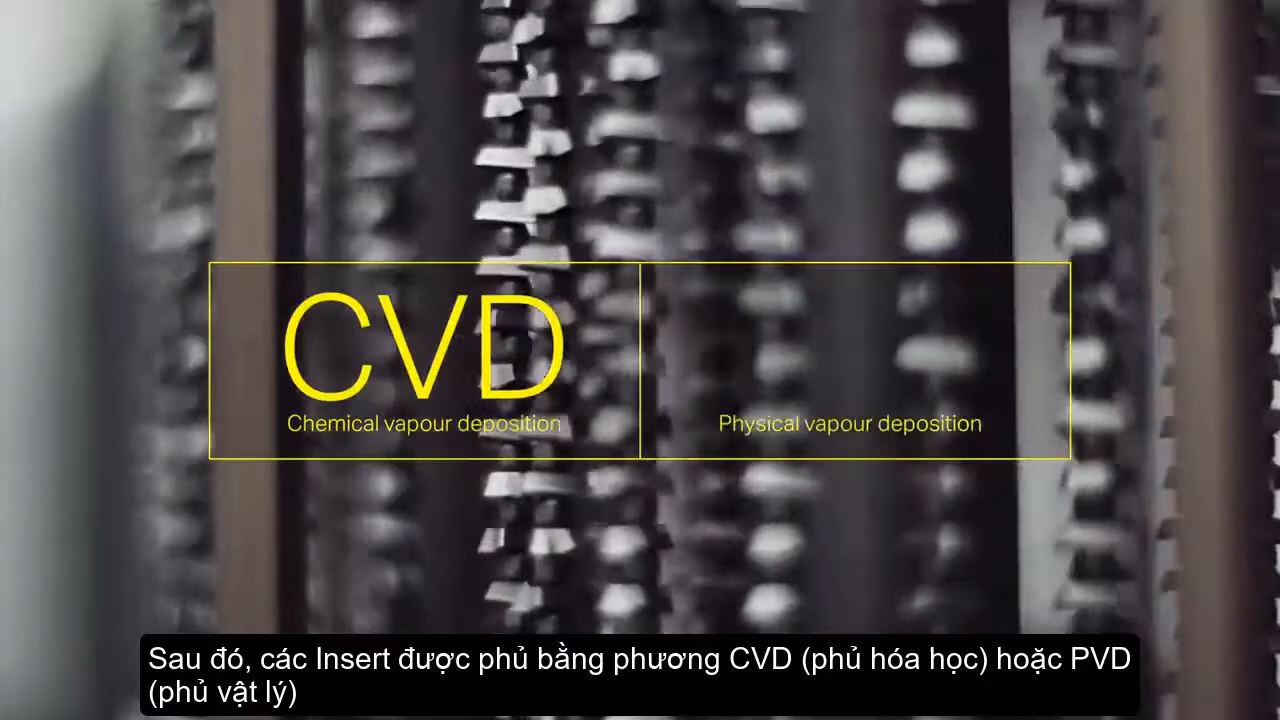 CVD
Chemical vapour deposition
Physical vapour deposition
Sau đó, các Insert được phủ bằng phương CVD (phủ hóa học) hoặc PVD
(phủ vật lý)